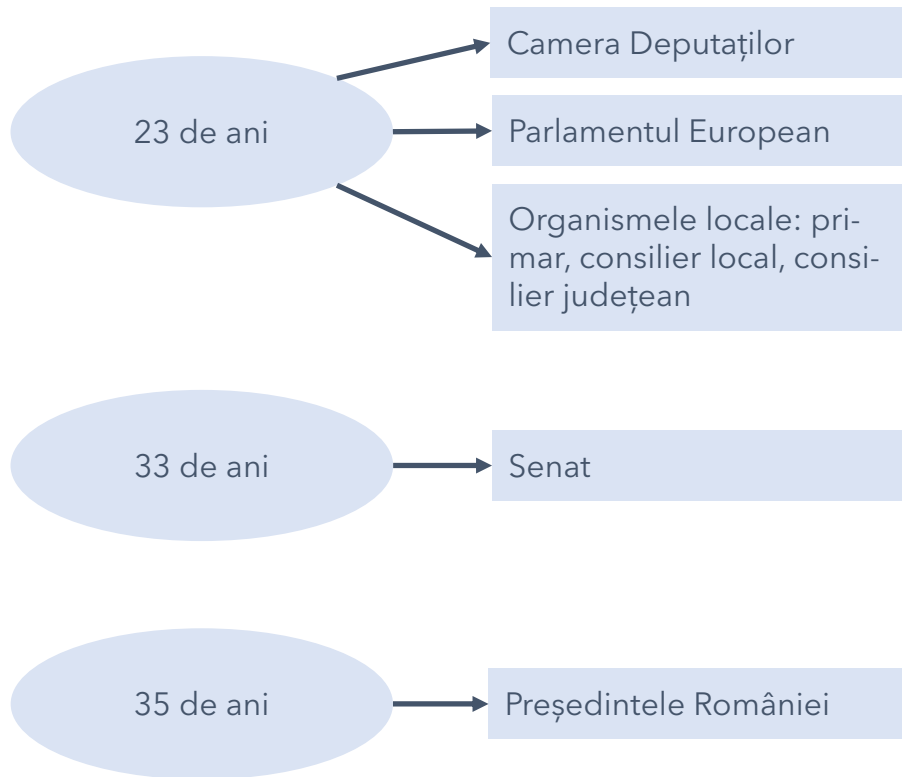 23 de ani
Camera Deputaților
Parlamentul European
Organismele locale: pri-
mar, consilier local, consi-
lier județean
33 de ani
Senat
35 de ani
Președintele României